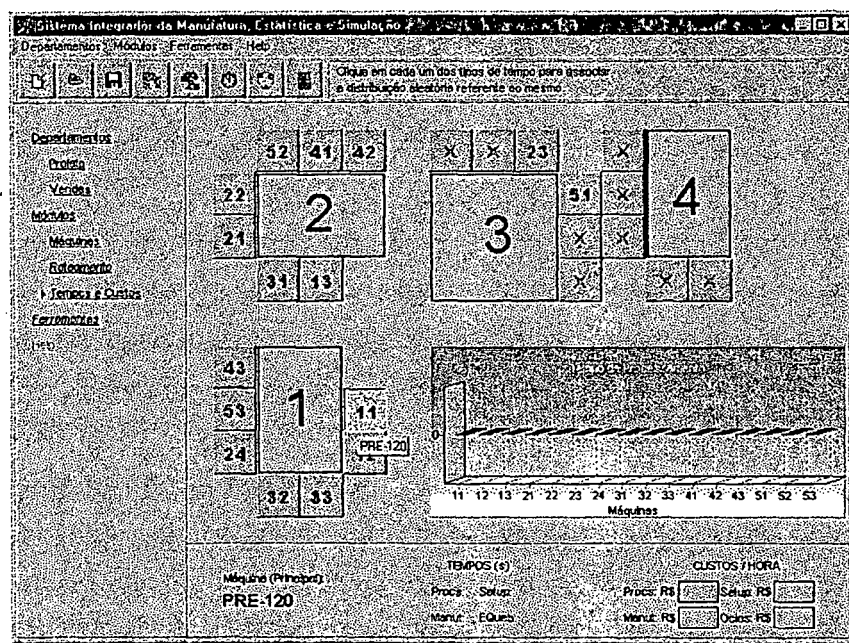 Sistema Integrador da Manufatura, Estatística e Simulação
Departamentos Módulos Ferramentas Help
Clique em cada um dos tipos de tempo para associar
a distribuição aleatória referente ao mesmo
Departamentos
Projeto
Vendas
Módulos
Máquinas
Roteamento
Tempos e Custos
Ferramentas
Help
52 41 42
22
21
2
31 13
X X 23
3
51
X
X
X
X
X
4
X X
43
53
24
1
11
PRE-120
32 33
0
11 12 13 21 22 23 24 31 32 33 41 42 43 51 52 53
Máquinas
Máquina (Principal):
PRE-120
TEMPOS (s)
Procs: Setup:
Manut: EQueb
CUSTOS / HORA
Procs: R$ Setup: R$
Manut: R$ Ocios: R$